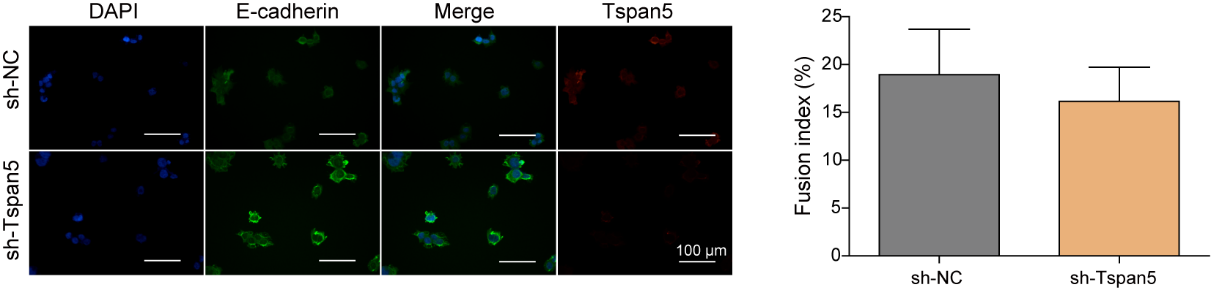 DAPI E-cadherin Merge Tspan5
sh-NC
sh-Tspan5
100 µm
Fusion index (%)
25
20
15
10
5
0
sh-NC sh-Tspan5